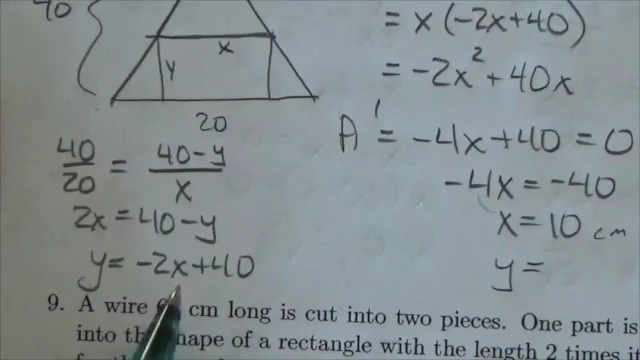 40
x
y
20
40/20 = 40-y/x
2x = 40-y
y = -2x+40
= x(-2x+40)
= -2x² + 40x
A' = -4x+40 = 0
-4x = -40
x = 10 cm
y =
9. A wire cm long is cut into two pieces. One part is
into the shape of a rectangle with the length 2 times